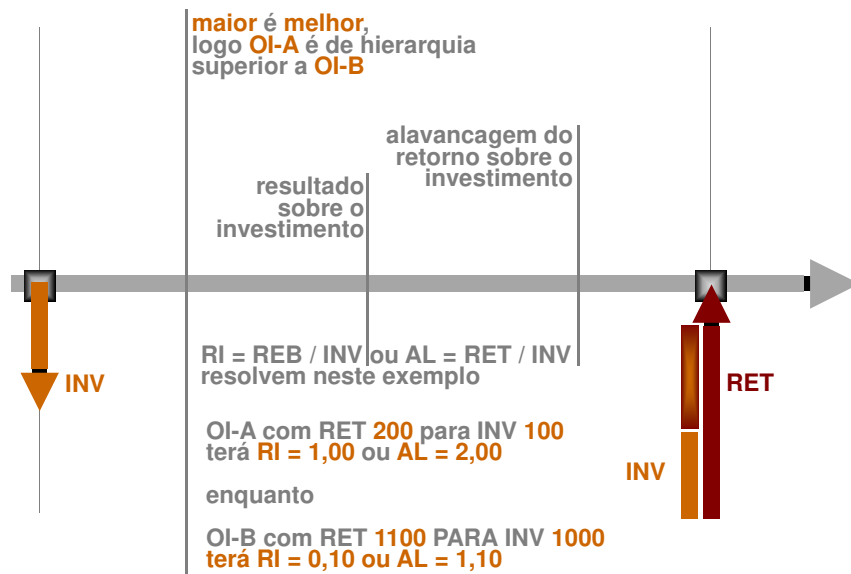 maior é melhor,
logo OI-A é de hierarquia
superior a OI-B
alavancagem do
retorno sobre o
investimento
resultado
sobre o
investimento
RI = REB / INV ou AL = RET / INV
resolvem neste exemplo
INV
RET
OI-A com RET 200 para INV 100
terá RI = 1,00 ou AL = 2,00
INV
enquanto
OI-B com RET 1100 PARA INV 1000
terá RI = 0,10 ou AL = 1,10